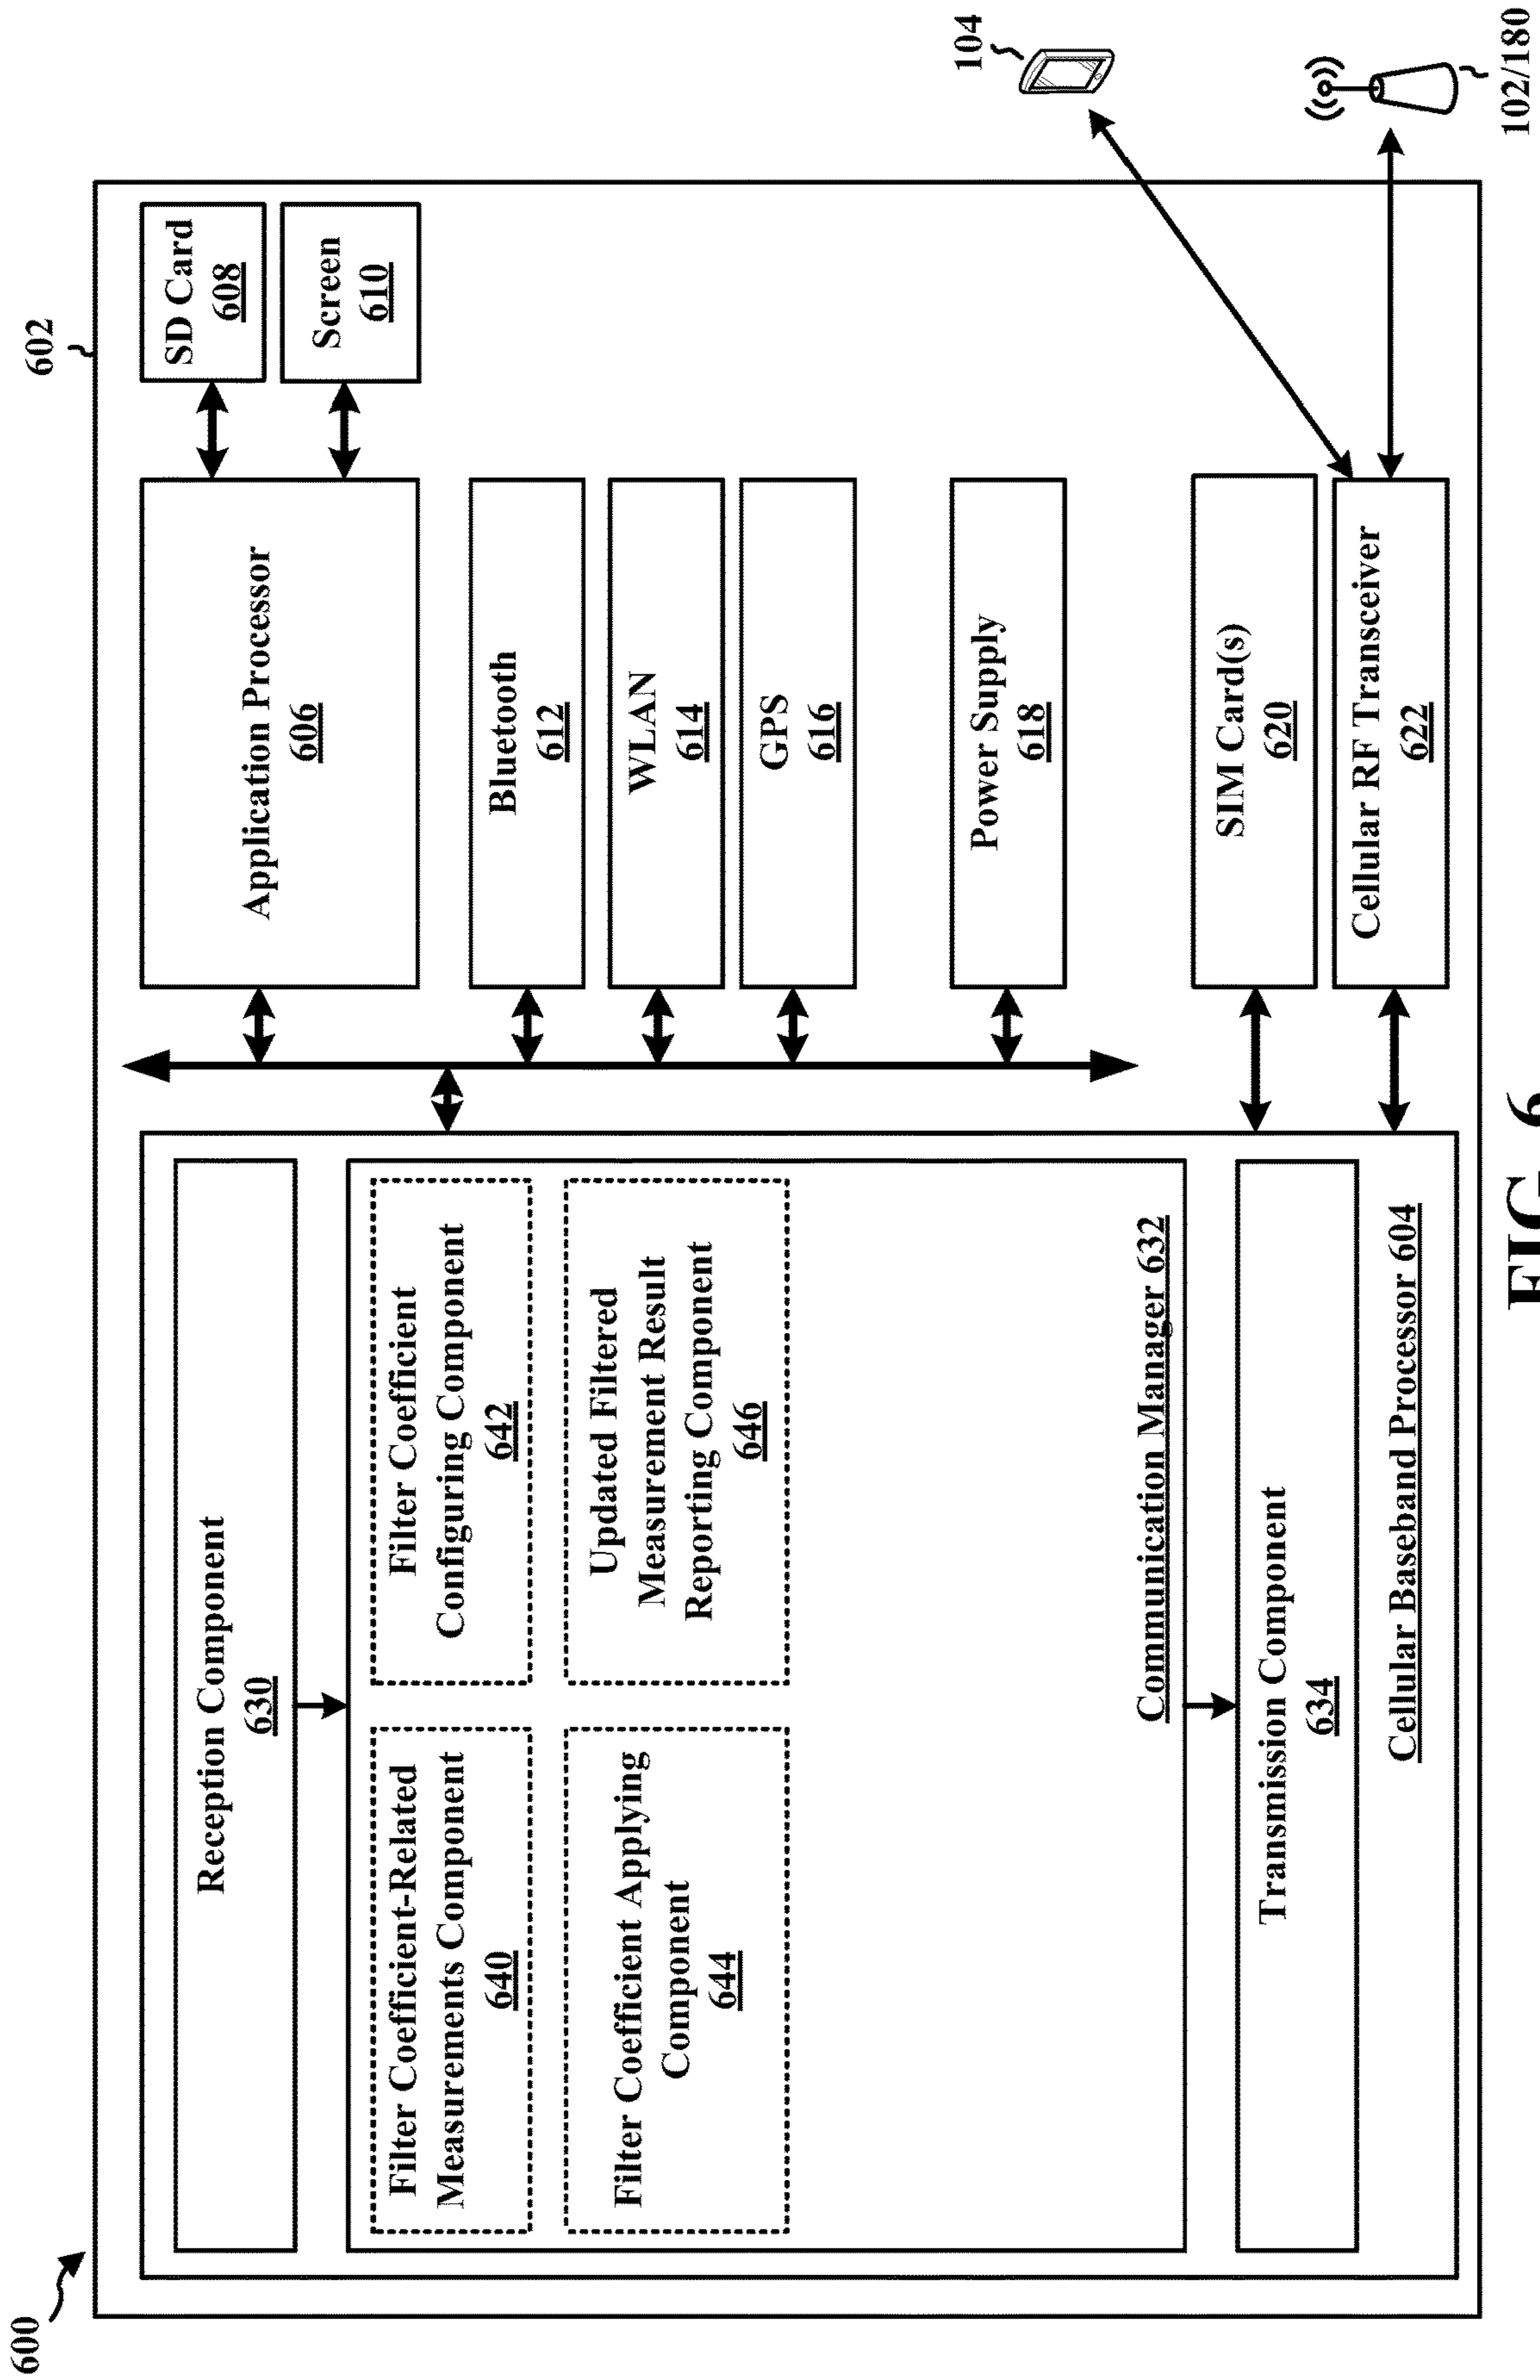 600
602
Reception Component
630
Filter Coefficient-Related
Measurements Component
640
Filter Coefficient
Configuring Component
642
Filter Coefficient Applying
Component
644
Updated Filtered
Measurement Result
Reporting Component
646
Communication Manager 632
Transmission Component
634
Cellular Baseband Processor 604
Application Processor
606
SD Card
608
Screen
610
Bluetooth
612
WLAN
614
GPS
616
Power Supply
618
SIM Card(s)
620
Cellular RF Transceiver
622
104
102/180
FIG. 6